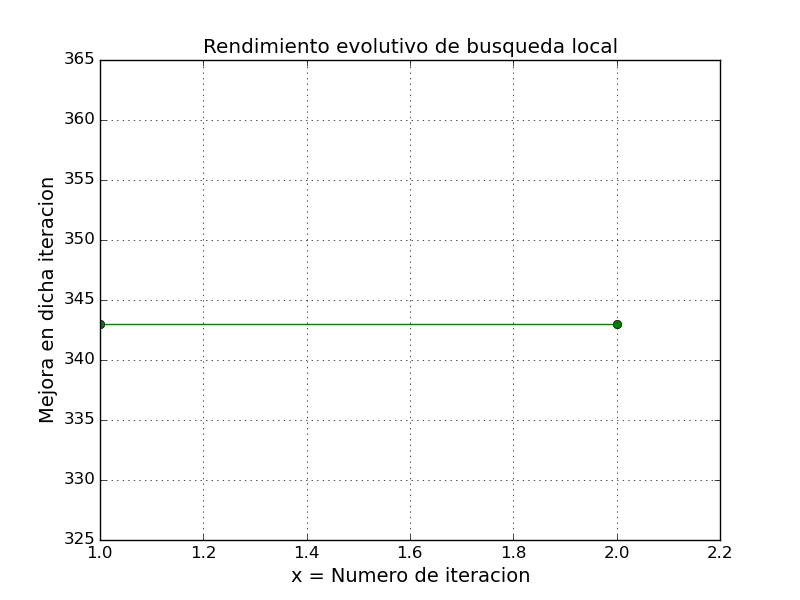 Rendimiento evolutivo de busqueda local
365
360
355
350
345
340
335
330
325
Mejora en dicha iteracion
1.0 1.2 1.4 1.6 1.8 2.0 2.2
x = Numero de iteracion